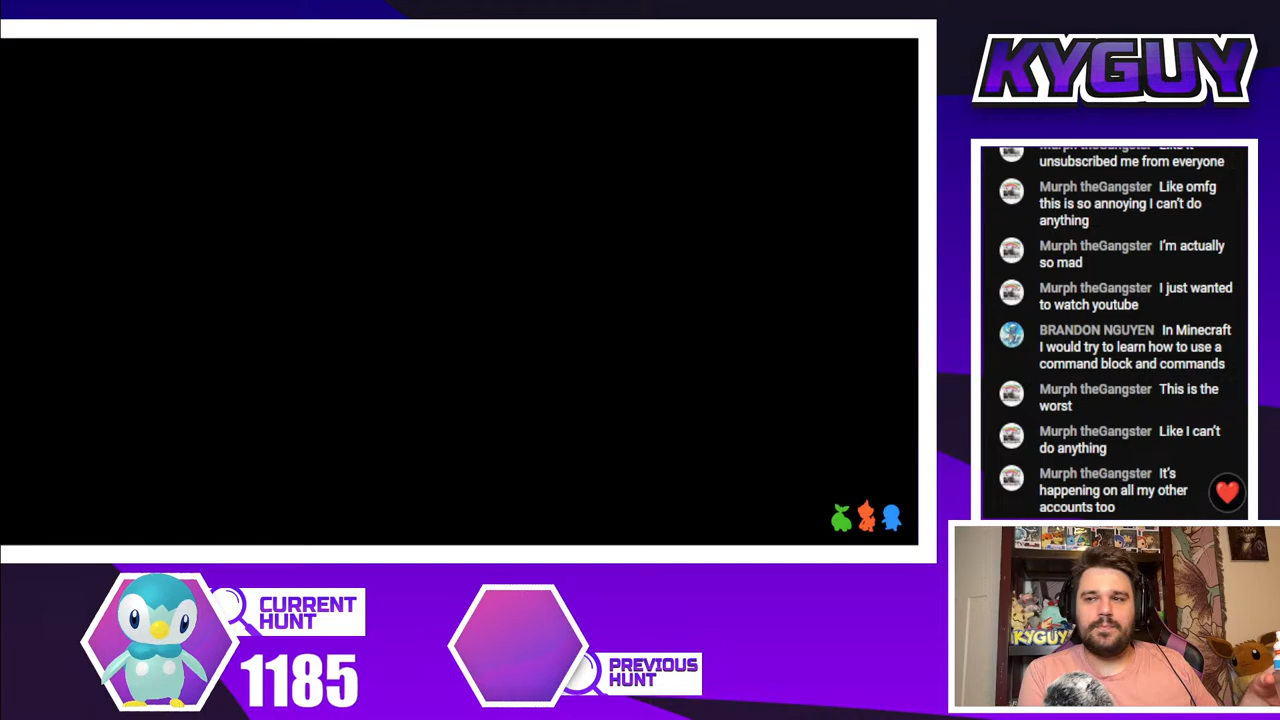 KYGUY
unsubscribed me from everyone
Murph theGangster Like omfg
this is so annoying I can't do
anything
Murph theGangster I'm actually
so mad
Murph theGangster I just wanted
to watch youtube
BRANDON NGUYEN In Minecraft
I would try to learn how to use a
command block and commands
Murph theGangster This is the
worst
Murph theGangster Like I can't
do anything
Murph theGangster It's
happening on all my other
accounts too
KYGUY
CURRENT
HUNT
1185
PREVIOUS
HUNT